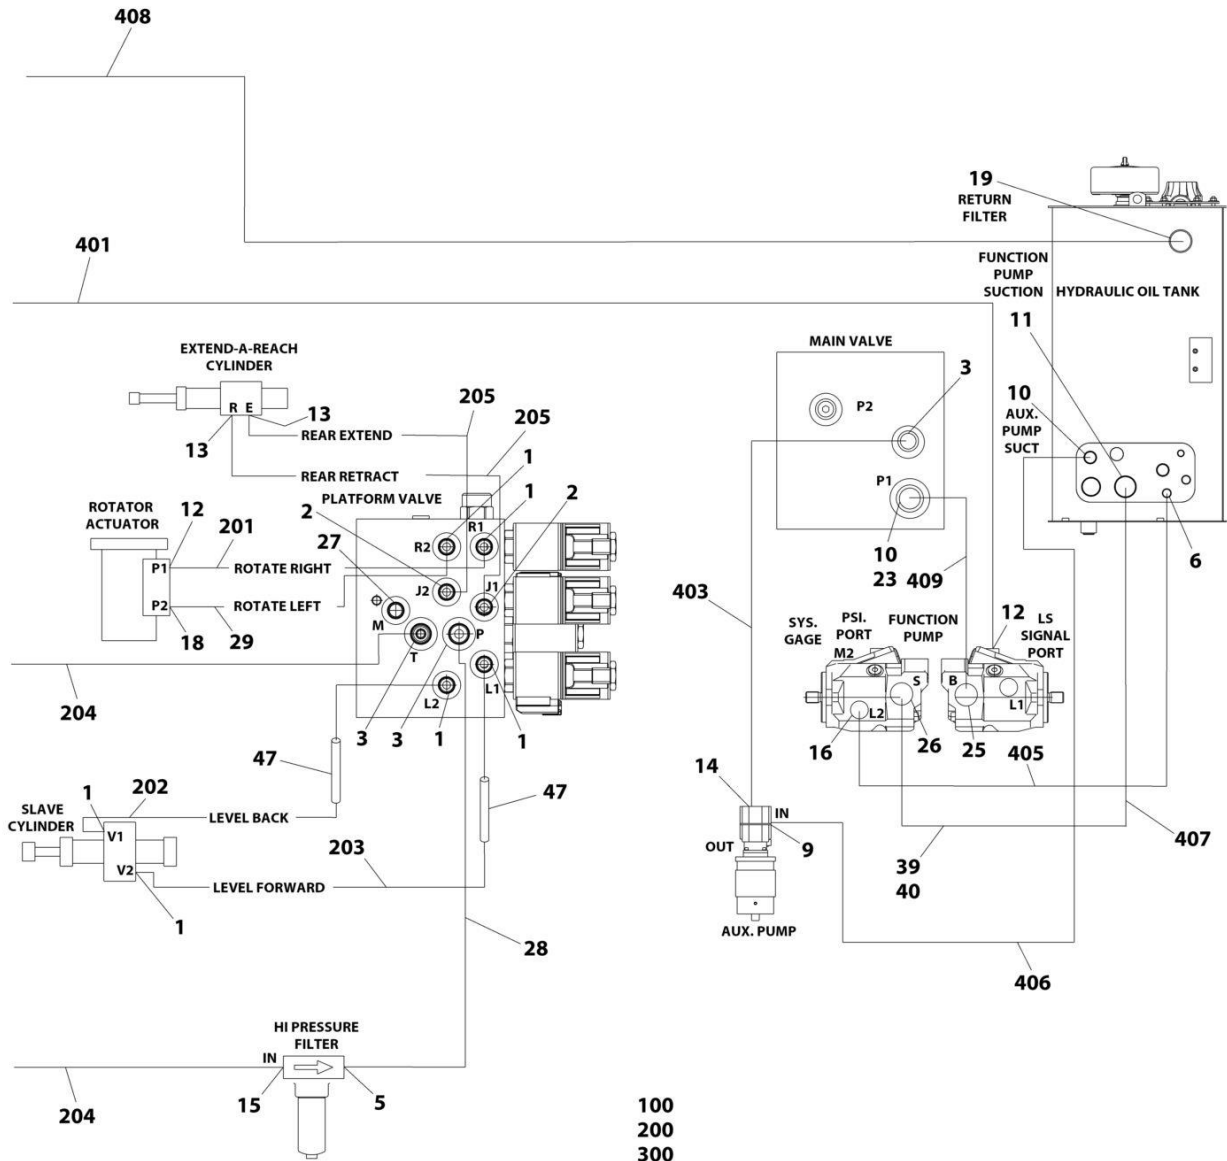 408
19
RETURN
FILTER
401
FUNCTION
PUMP
SUCTION
HYDRAULIC OIL TANK
11
EXTEND-A-REACH
CYLINDER
R E
13
13
REAR EXTEND
REAR RETRACT
205
205
1
1
2
MAIN VALVE
3
P2
P1
10
AUX.
PUMP
SUCT
6
10
23
409
403
PLATFORM VALVE
ROTATOR
ACTUATOR
12
201
2
27
R1
R2
P1
ROTATE RIGHT
J2
J1
P2
ROTATE LEFT
M
18
29
P
T
L1
L2
204
3
3
1
1
SYS.
GAGE
PSI.
PORT
M2
FUNCTION
PUMP
12
LS
SIGNAL
PORT
S
B
L2
L1
16
26
25
405
47
47
14
IN
OUT
9
39
40
407
AUX. PUMP
406
1
202
SLAVE
CYLINDER
V1
LEVEL BACK
203
V2
LEVEL FORWARD
1
28
HI PRESSURE
FILTER
IN
204
15
5
100
200
300